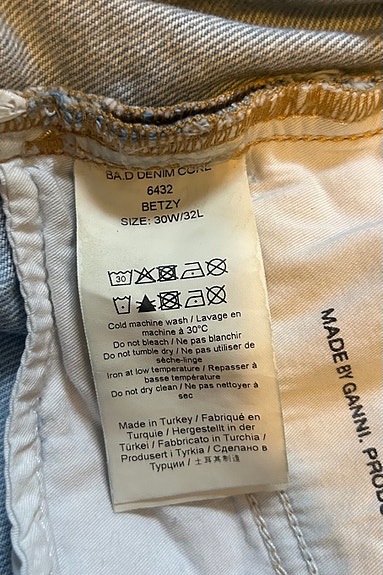 BA.D DENIM CORE
6432
BETZY
SIZE: 30W/32L
30
Cold machine wash / Lavage en
machine à 30°C
Do not bleach / Ne pas blanchir
Do not tumble dry / Ne pas utiliser de
sèche-linge
Iron at low temperature / Repasser à
basse température
Do not dry clean / Ne pas nettoyer à
sec
Made in Turkey / Fabriqué en
Turquie / Hergestellt in der
Türkei / Fabbricato in Turchia /
Produsert i Tyrkia / Сделано в
Турции / 土耳其制造
MADE BY GANNI. PRODU